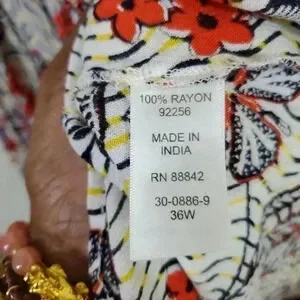 100% RAYON
92256
MADE IN
INDIA
RN 88842
30-0886-9
36W